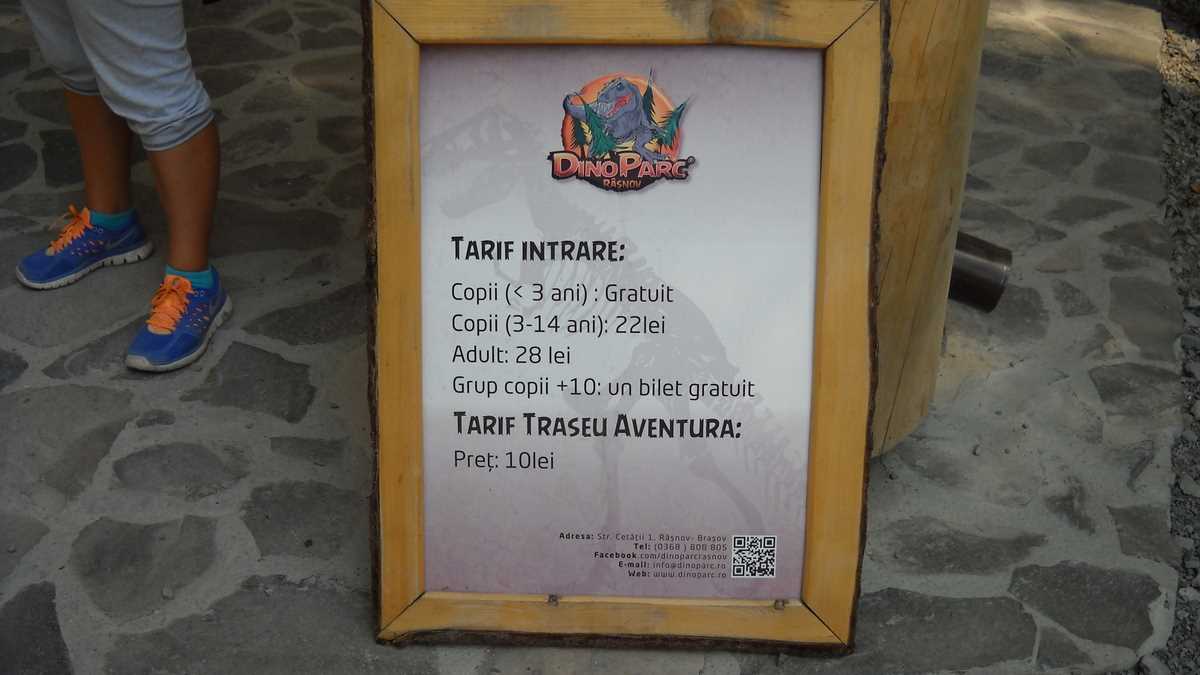 DINOPARC
RÂȘNOV
TARIF INTRARE:
Copii (< 3 ani) : Gratuit
Copii (3-14 ani): 22lei
Adult: 28 lei
Grup copii +10: un bilet gratuit
TARIF TRASEU AVENTURA:
Preț: 10lei
Adresa: Str. Cetății 1, Râșnov- Brașov
Tel: (0368 ) 808 805
Facebook.com/dinoparcrasnov
E-mail: info@dinoparc.ro
Web: www.dinoparc.ro